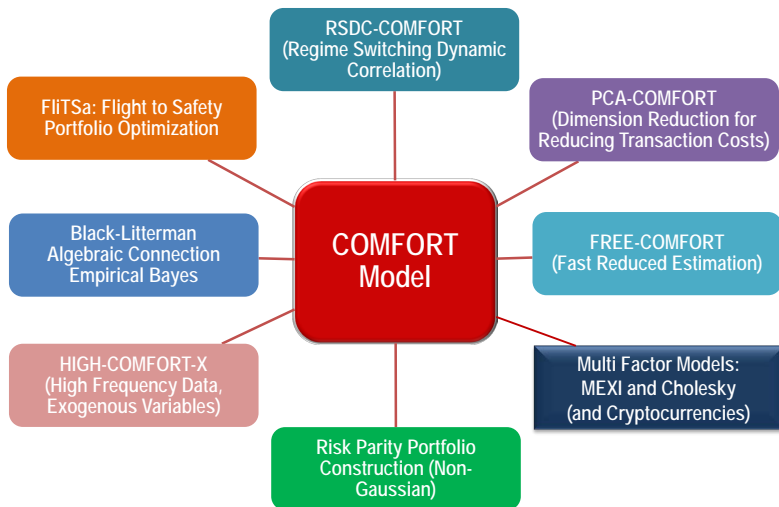 RSDC-COMFORT
(Regime Switching Dynamic
Correlation)
FliTSa: Flight to Safety
Portfolio Optimization
PCA-COMFORT
(Dimension Reduction for
Reducing Transaction Costs)
COMFORT
Model
Black-Litterman
Algebraic Connection
Empirical Bayes
FREE-COMFORT
(Fast Reduced Estimation)
HIGH-COMFORT-X
(High Frequency Data,
Exogenous Variables)
Multi Factor Models:
MEXI and Cholesky
(and Cryptocurrencies)
Risk Parity Portfolio
Construction (Non-
Gaussian)